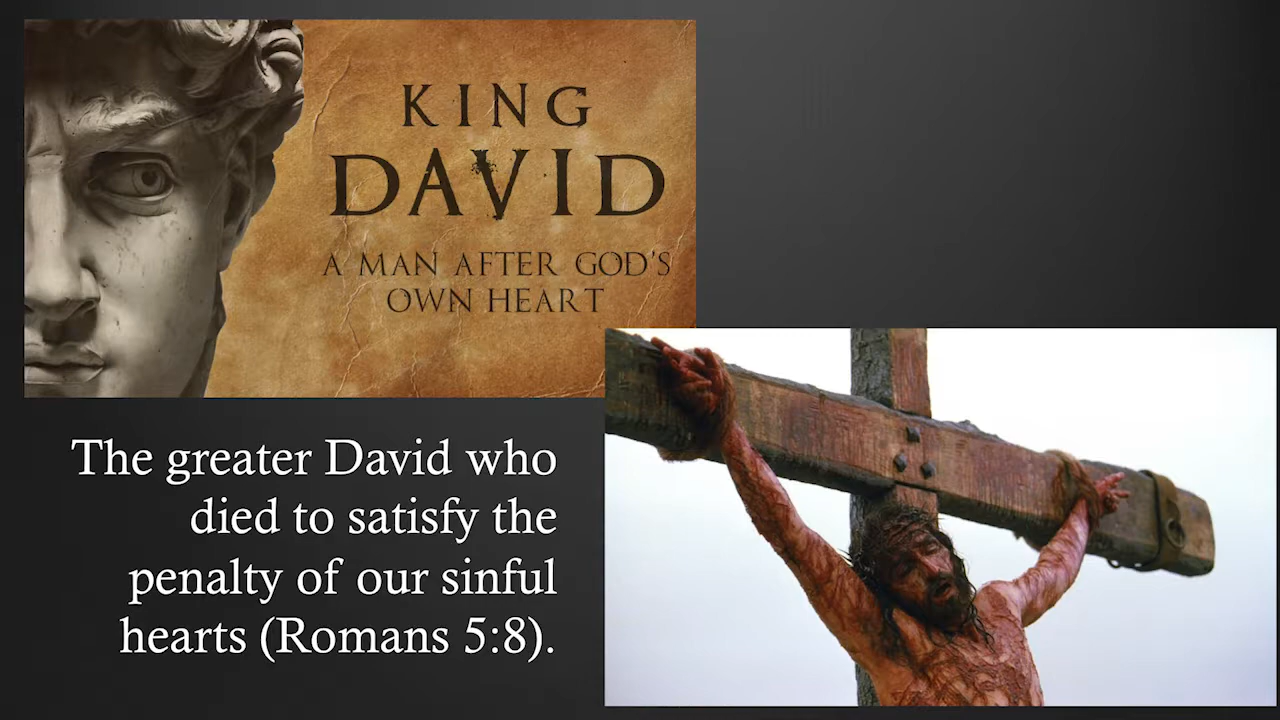 KING
DAVID
A MAN AFTER GOD'S
OWN HEART
The greater David who
died to satisfy the
penalty of our sinful
hearts (Romans 5:8).